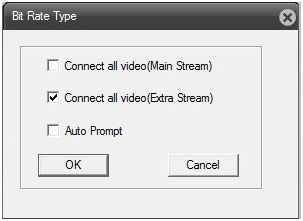 Bit Rate Type
Connect all video(Main Stream)
Connect all video(Extra Stream)
Auto Prompt
OK Cancel